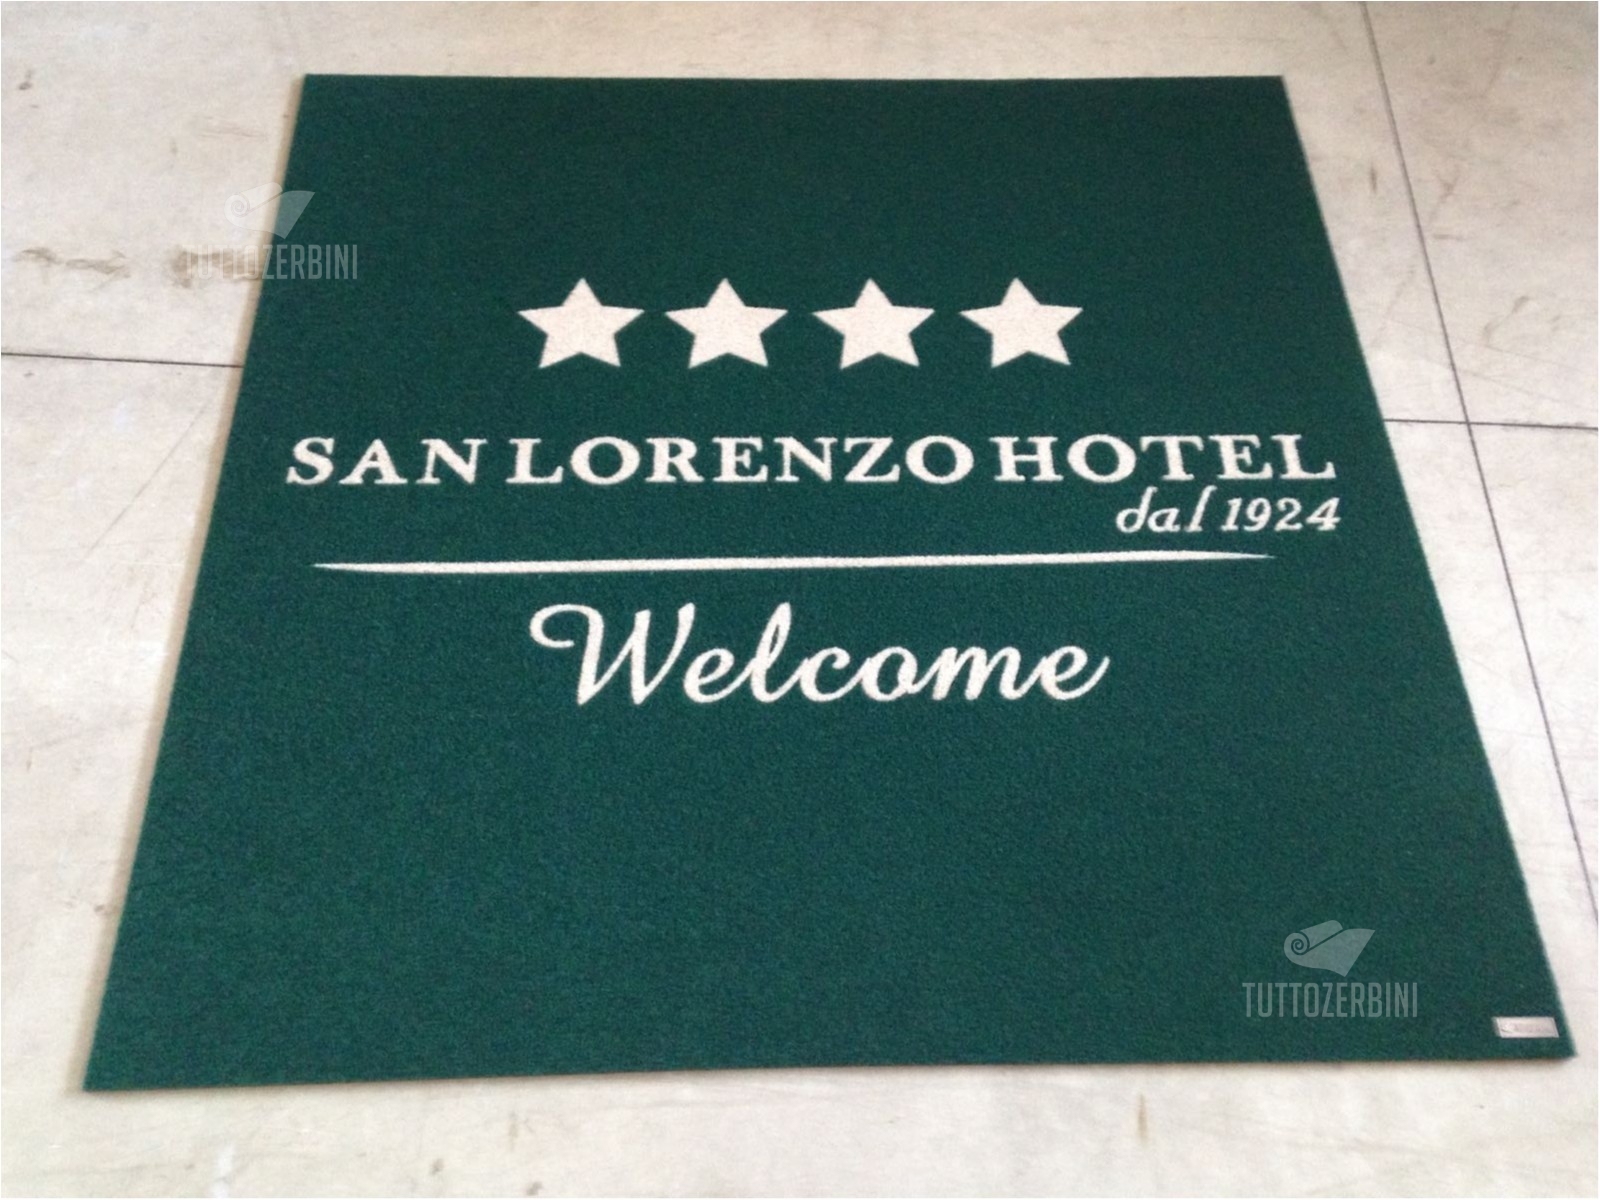 TUTTOZERBINI
SAN LORENZO HOTEL
dal 1924
Welcome
TUTTOZERBINI